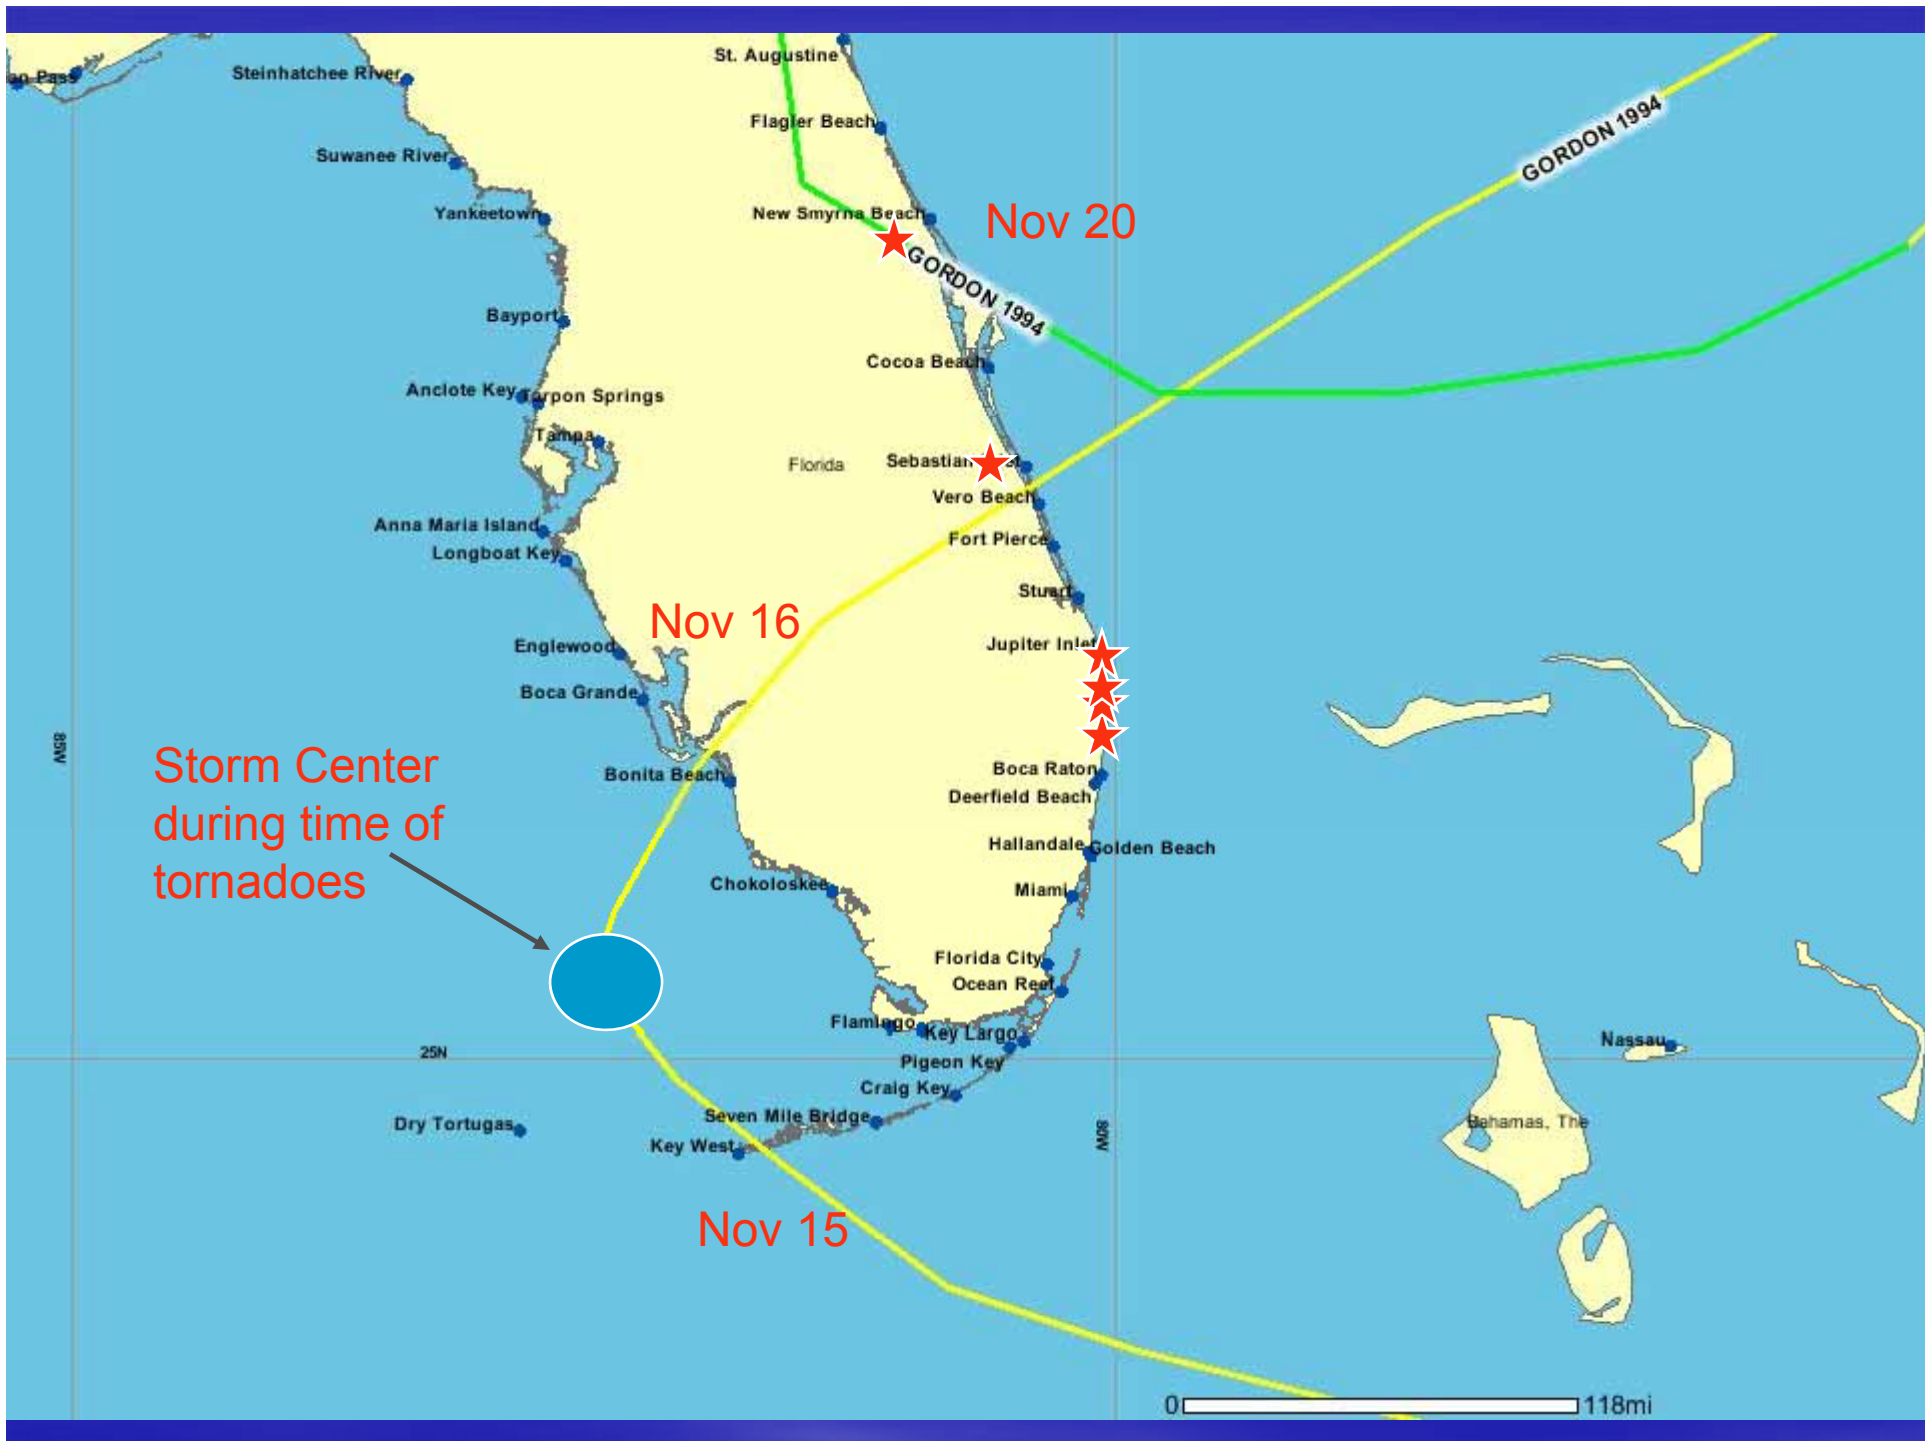 St. Augustine
Steinhatchee River
Pass
GORDON 1994
Flagler Beach
Suwanee River
New Smyrna Beach
Nov 20
Yankeetown
GORDON 1994
Bayport
Cocoa Beach
Anclote Key
Tarpon Springs
Tampa
Florida
Sebastian Inlet
Vero Beach
Anna Maria Island
Fort Pierce
Longboat Key
Stuart
Nov 16
Jupiter Inlet
Englewood
Boca Grande
85W
Storm Center
during time of
tornadoes
Bonita Beach
Boca Raton
Deerfield Beach
Hallandale
Golden Beach
Chokoloskee
Miami
Florida City
Ocean Reef
Flamingo
Key Largo
Nassau
25N
Pigeon Key
Craig Key
Seven Mile Bridge
Dry Tortugas
80W
Bahamas, The
Key West
Nov 15
0
118mi